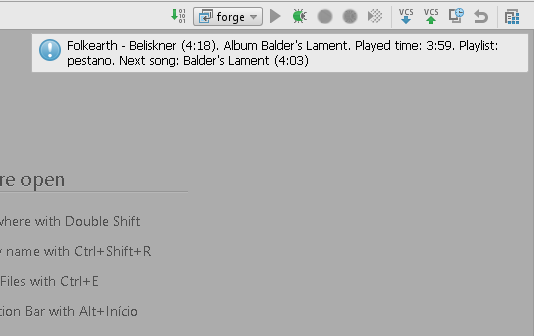 forge
VCS VCS
Folkearth - Beliskner (4:18). Album Balder's Lament. Played time: 3:59. Playlist:
pestano. Next song: Balder's Lament (4:03)
re open
where with Double Shift
name with Ctrl+Shift+R
Files with Ctrl+E
tion Bar with Alt+Início